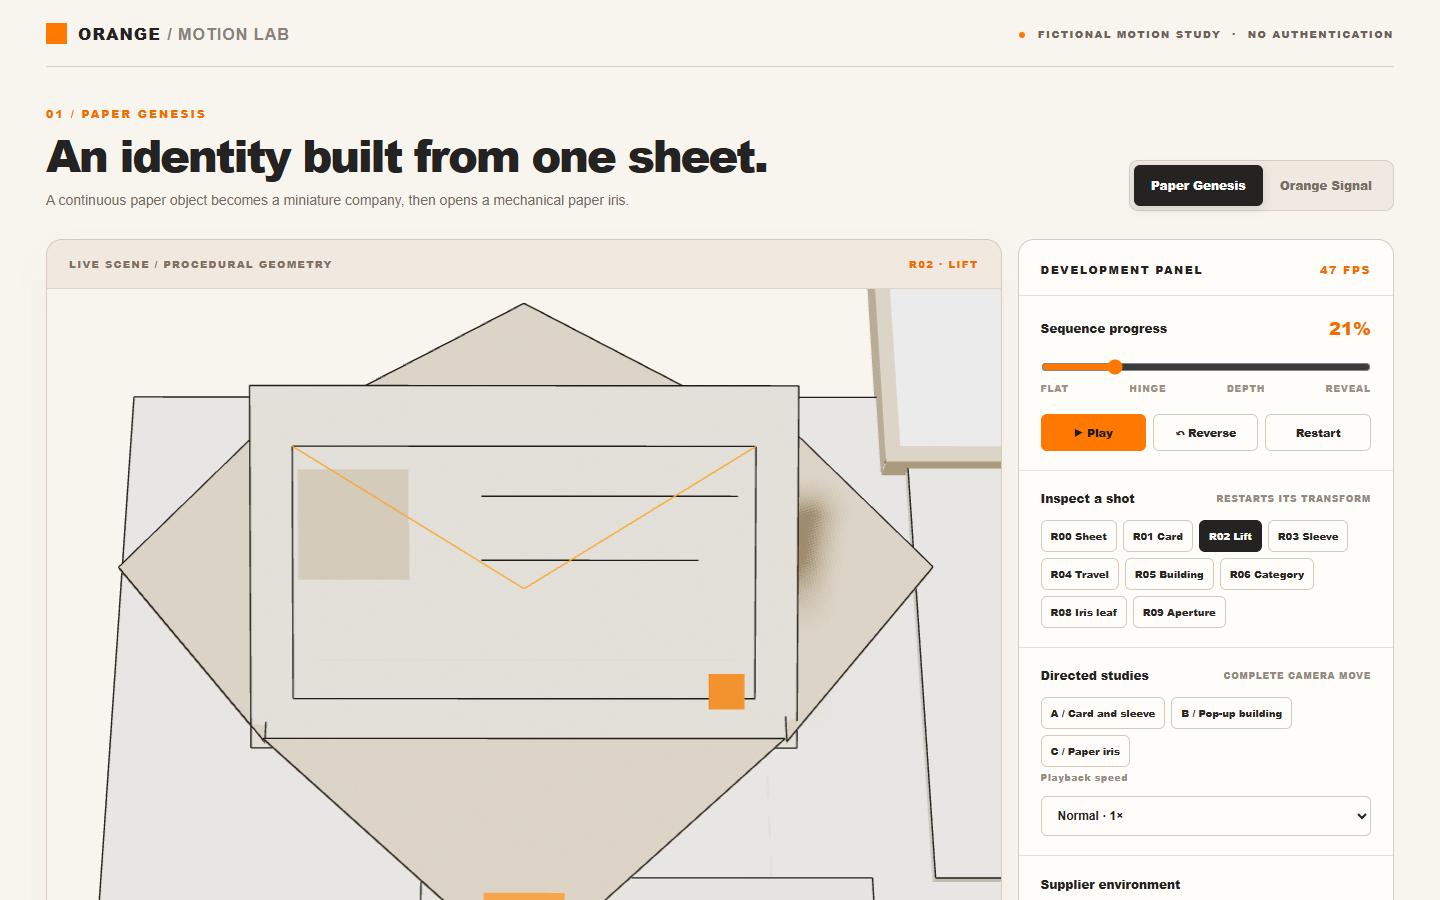 ORANGE / MOTION LAB
FICTIONAL MOTION STUDY · NO AUTHENTICATION
01 / PAPER GENESIS
An identity built from one sheet.
A continuous paper object becomes a miniature company, then opens a mechanical paper iris.
Paper Genesis
Orange Signal
LIVE SCENE / PROCEDURAL GEOMETRY
R02 · LIFT
DEVELOPMENT PANEL
47 FPS
Sequence progress
21%
FLAT
HINGE
DEPTH
REVEAL
Play
Reverse
Restart
Inspect a shot
RESTARTS ITS TRANSFORM
R00 Sheet
R01 Card
R02 Lift
R03 Sleeve
R04 Travel
R05 Building
R06 Category
R08 Iris leaf
R09 Aperture
Directed studies
COMPLETE CAMERA MOVE
A / Card and sleeve
B / Pop-up building
C / Paper iris
Playback speed
Normal · 1×
Supplier environment